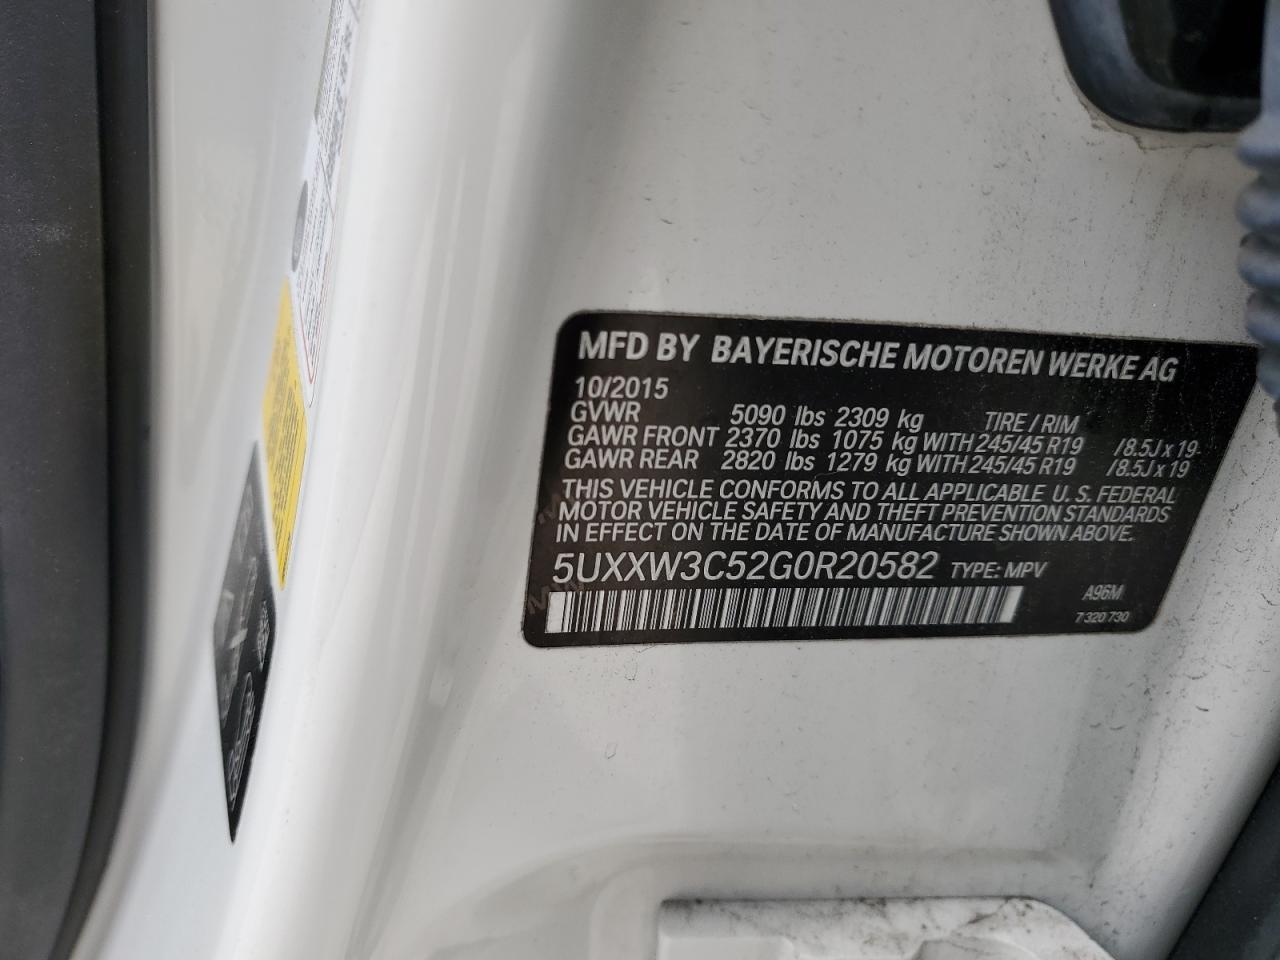 MFD BY BAYERISCHE MOTOREN WERKE AG
10/2015
GVWR 5090 lbs 2309 kg TIRE / RIM
GAWR FRONT 2370 lbs 1075 kg WITH 245/45 R19 /8.5J x 19
GAWR REAR 2820 lbs 1279 kg WITH 245/45 R19 /8.5J x 19
THIS VEHICLE CONFORMS TO ALL APPLICABLE U. S. FEDERAL
MOTOR VEHICLE SAFETY AND THEFT PREVENTION STANDARDS
IN EFFECT ON THE DATE OF MANUFACTURE SHOWN ABOVE.
5UXXW3C52G0R20582 TYPE: MPV
A96M
7 320 730